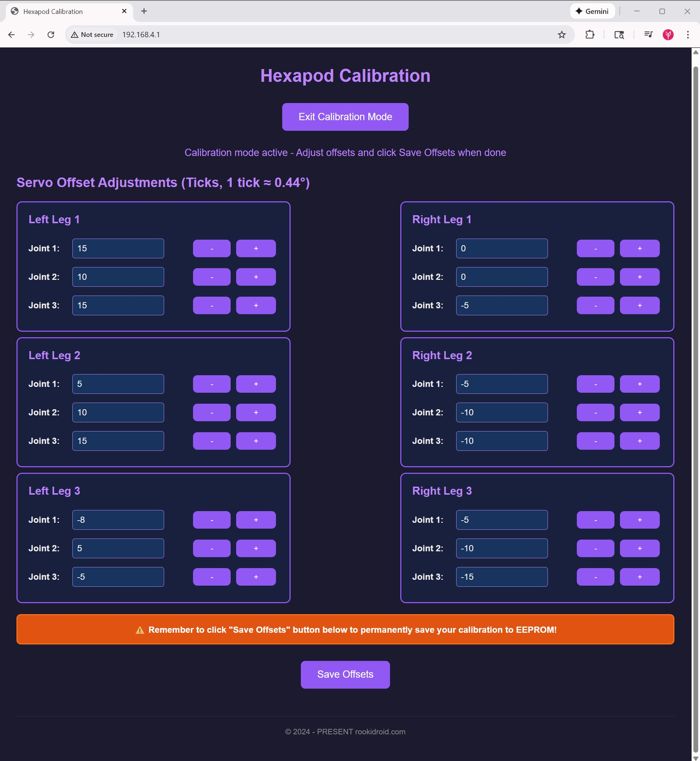 Hexapod Calibration
Gemini
Not secure
192.168.4.1
Hexapod Calibration
Exit Calibration Mode
Calibration mode active - Adjust offsets and click Save Offsets when done
Servo Offset Adjustments (Ticks, 1 tick ≈ 0.44°)
Left Leg 1
Joint 1: 15 - +
Joint 2: 10 - +
Joint 3: 15 - +
Right Leg 1
Joint 1: 0 - +
Joint 2: 0 - +
Joint 3: -5 - +
Left Leg 2
Joint 1: 5 - +
Joint 2: 10 - +
Joint 3: 15 - +
Right Leg 2
Joint 1: -5 - +
Joint 2: -10 - +
Joint 3: -10 - +
Left Leg 3
Joint 1: -8 - +
Joint 2: 5 - +
Joint 3: -5 - +
Right Leg 3
Joint 1: -5 - +
Joint 2: -10 - +
Joint 3: -15 - +
⚠️ Remember to click "Save Offsets" button below to permanently save your calibration to EEPROM!
Save Offsets
© 2024 - PRESENT rookidroid.com